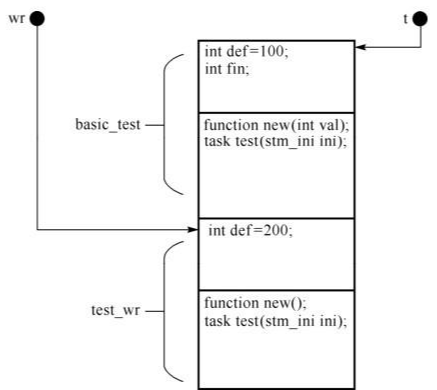 wr
t
int def=100;
int fin;
basic_test
function new(int val);
task test(stm_ini ini);
int def=200;
test_wr
function new();
task test(stm_ini ini);